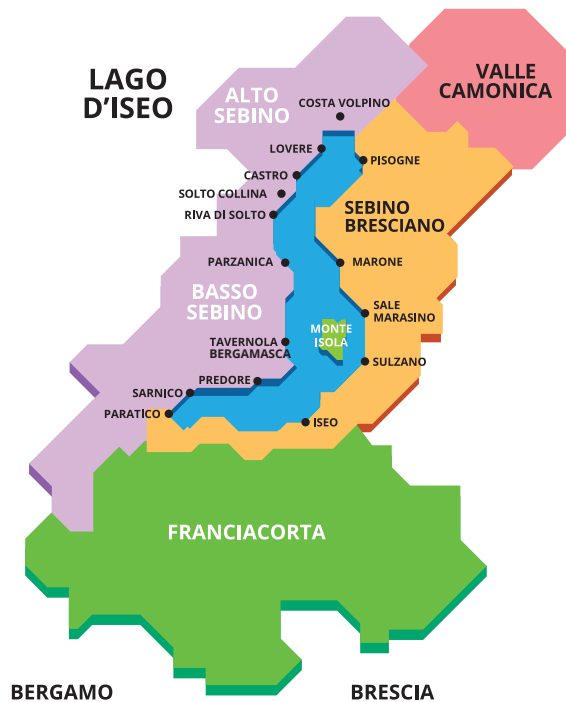 LAGO
D'ISEO
VALLE
CAMONICA
ALTO
SEBINO
COSTA VOLPINO
LOVERE
PISOGNE
CASTRO
SOLTO COLLINA
RIVA DI SOLTO
SEBINO
BRESCIANO
PARZANICA
MARONE
BASSO
SEBINO
SALE
MARASINO
MONTE
ISOLA
TAVERNOLA
BERGAMASCA
SULZANO
PREDORE
SARNICO
PARATICO
ISEO
FRANCIACORTA
BERGAMO
BRESCIA